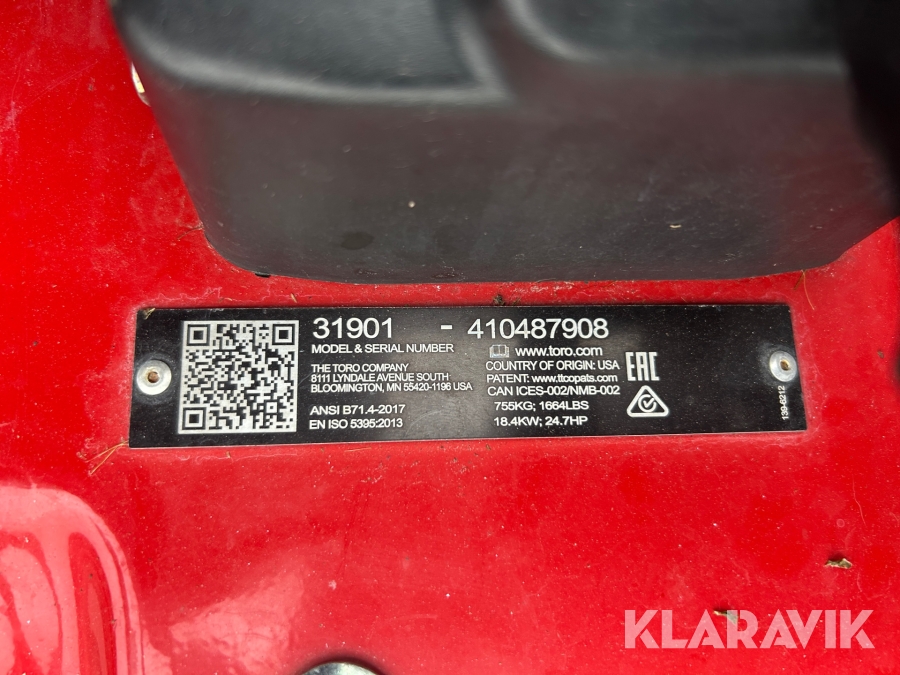 31901 - 410487908
MODEL & SERIAL NUMBER
www.toro.com
THE TORO COMPANY
8111 LYNDALE AVENUE SOUTH
BLOOMINGTON, MN 55420-1196 USA
COUNTRY OF ORIGIN: USA
PATENT: www.ttcopats.com
CAN ICES-002/NMB-002
ANSI B71.4-2017
EN ISO 5395:2013
755KG; 1664LBS
18.4KW; 24.7HP
EAC
139-6212
KLARAVIK